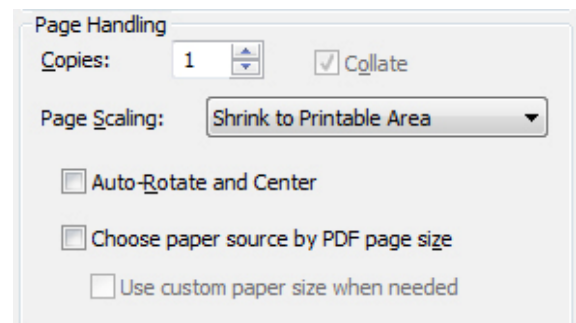 Page Handling
Copies: 1 Collate
Page Scaling: Shrink to Printable Area
Auto-Rotate and Center
Choose paper source by PDF page size
Use custom paper size when needed